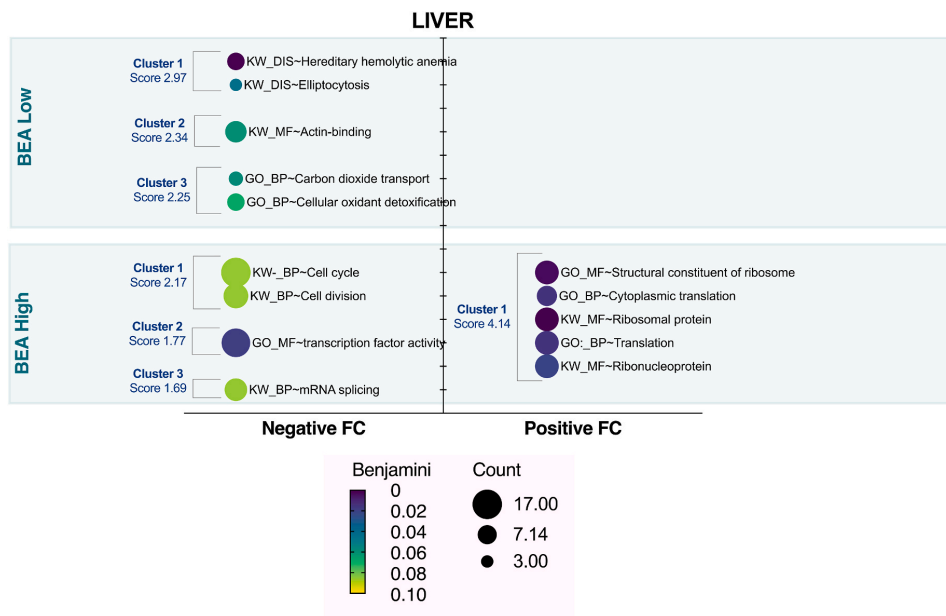 LIVER
BEA Low
Cluster 1
Score 2.97
KW_DIS~Hereditary hemolytic anemia
KW_DIS~Elliptocytosis
Cluster 2
Score 2.34
KW_MF~Actin-binding
Cluster 3
Score 2.25
GO_BP~Carbon dioxide transport
GO_BP~Cellular oxidant detoxification
BEA High
Cluster 1
Score 2.17
KW-_BP~Cell cycle
KW_BP~Cell division
Cluster 2
Score 1.77
GO_MF~transcription factor activity
Cluster 3
Score 1.69
KW_BP~mRNA splicing
Cluster 1
Score 4.14
GO_MF~Structural constituent of ribosome
GO_BP~Cytoplasmic translation
KW_MF~Ribosomal protein
GO:_BP~Translation
KW_MF~Ribonucleoprotein
Negative FC
Positive FC
Benjamini
0
0.02
0.04
0.06
0.08
0.10
Count
17.00
7.14
3.00